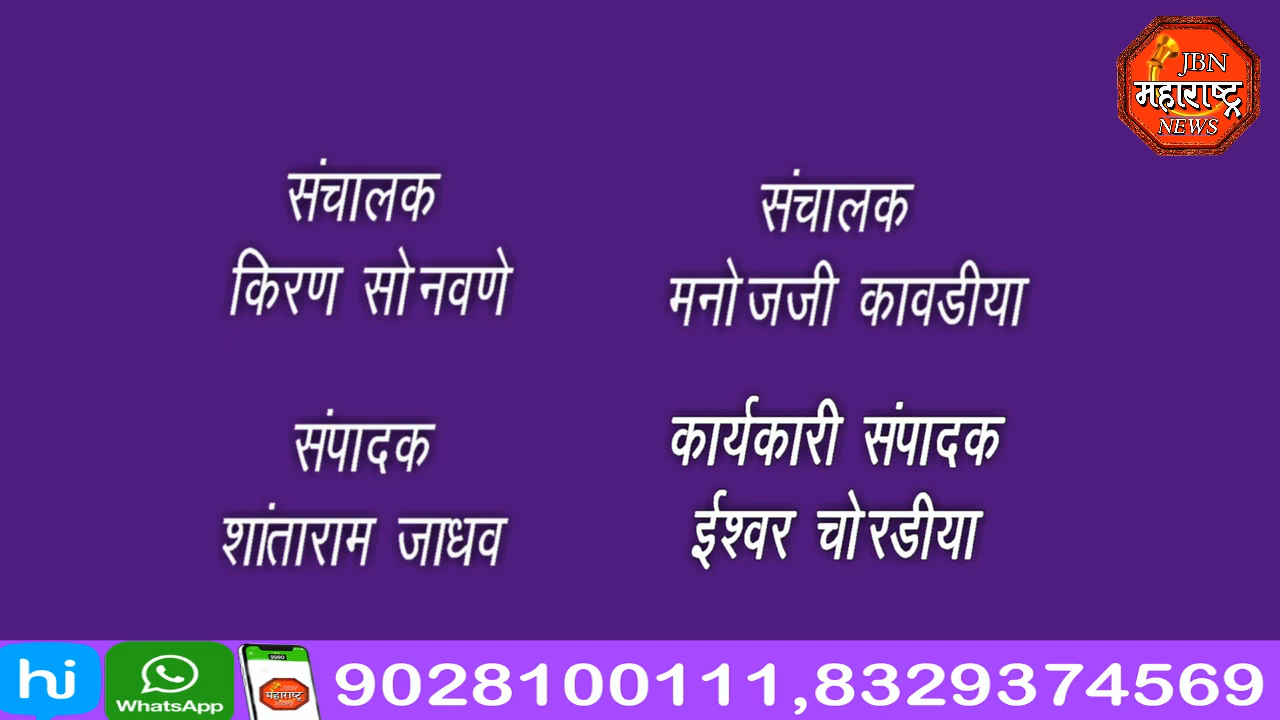 JBN
महाराष्ट्र
NEWS
संचालक
किरण सोनवणे
संचालक
मनोजजी कावडीया
संपादक
शांताराम जाधव
कार्यकारी संपादक
ईश्वर चोरडीया
hi
WhatsApp
महाराष्ट्र
9028100111,8329374569